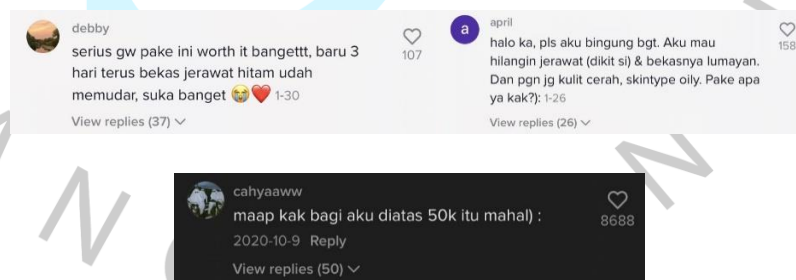 debby
serius gw pake ini worth it bangettt, baru 3
hari terus bekas jerawat hitam udah
memudar, suka banget 😭❤️ 1-30
View replies (37)
107
a
april
halo ka, pls aku bingung bgt. Aku mau
hilangin jerawat (dikit si) & bekasnya lumayan.
Dan pgn jg kulit cerah, skintype oily. Pake apa
ya kak?): 1-26
View replies (26)
158
cahyaaww
maap kak bagi aku diatas 50k itu mahal) :
2020-10-9 Reply
View replies (50)
8688